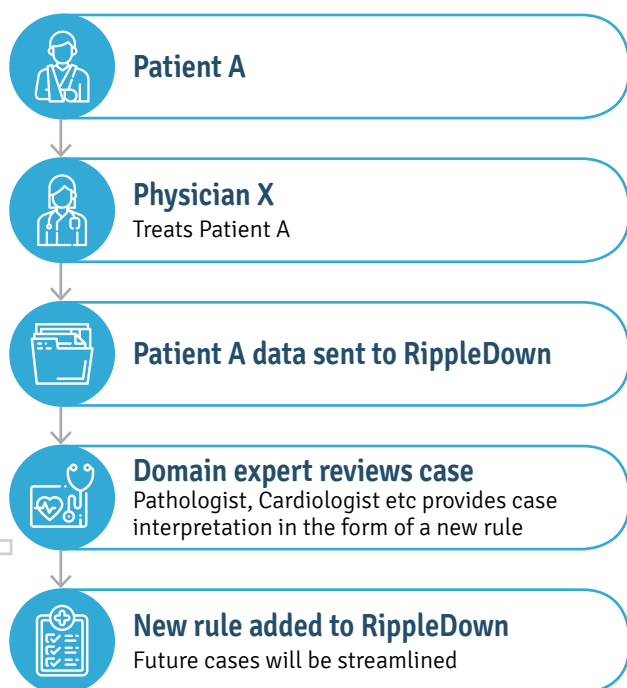 Patient A
Physician X
Treats Patient A
Patient A data sent to RippleDown
Domain expert reviews case
Pathologist, Cardiologist etc provides case
interpretation in the form of a new rule
New rule added to RippleDown
Future cases will be streamlined